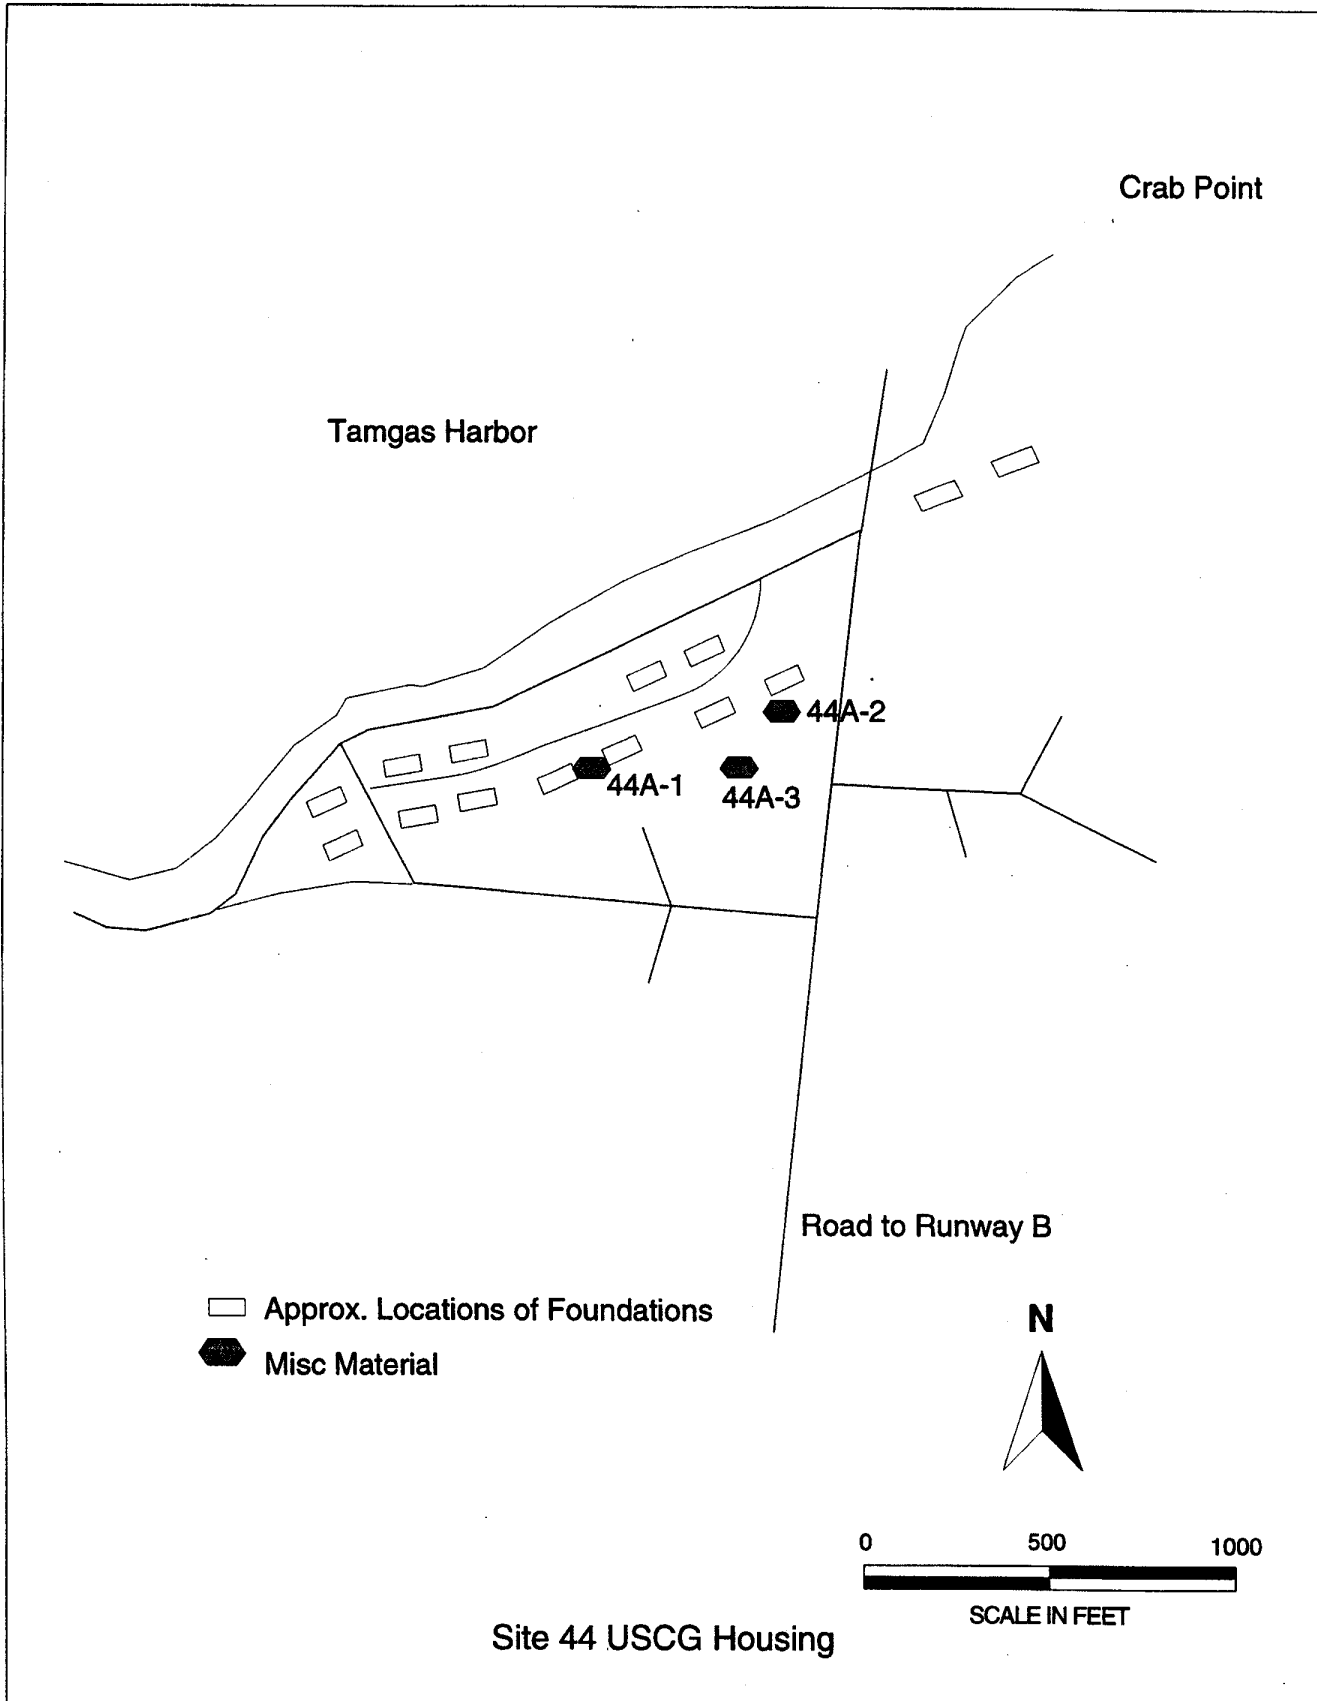 Crab Point
Tamgas Harbor
44A-2
44A-1
44A-3
Road to Runway B
Approx. Locations of Foundations
Misc Material
N
0 500 1000
SCALE IN FEET
Site 44 USCG Housing